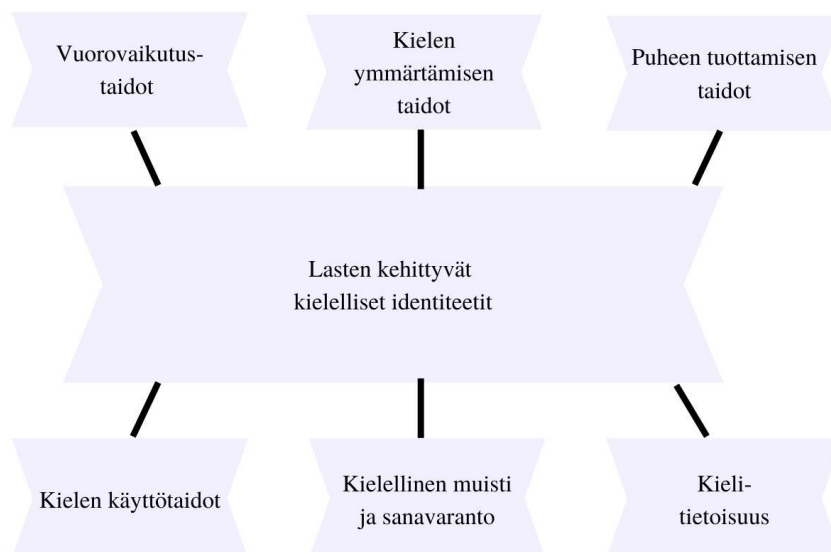 Vuorovaikutus-
taidot
Kielen
ymmärtämisen
taidot
Puheen tuottamisen
taidot
Lasten kehittyvät
kielelliset identiteetit
Kielen käyttötaidot
Kielellinen muisti
ja sanavaranto
Kieli-
tietoisuus